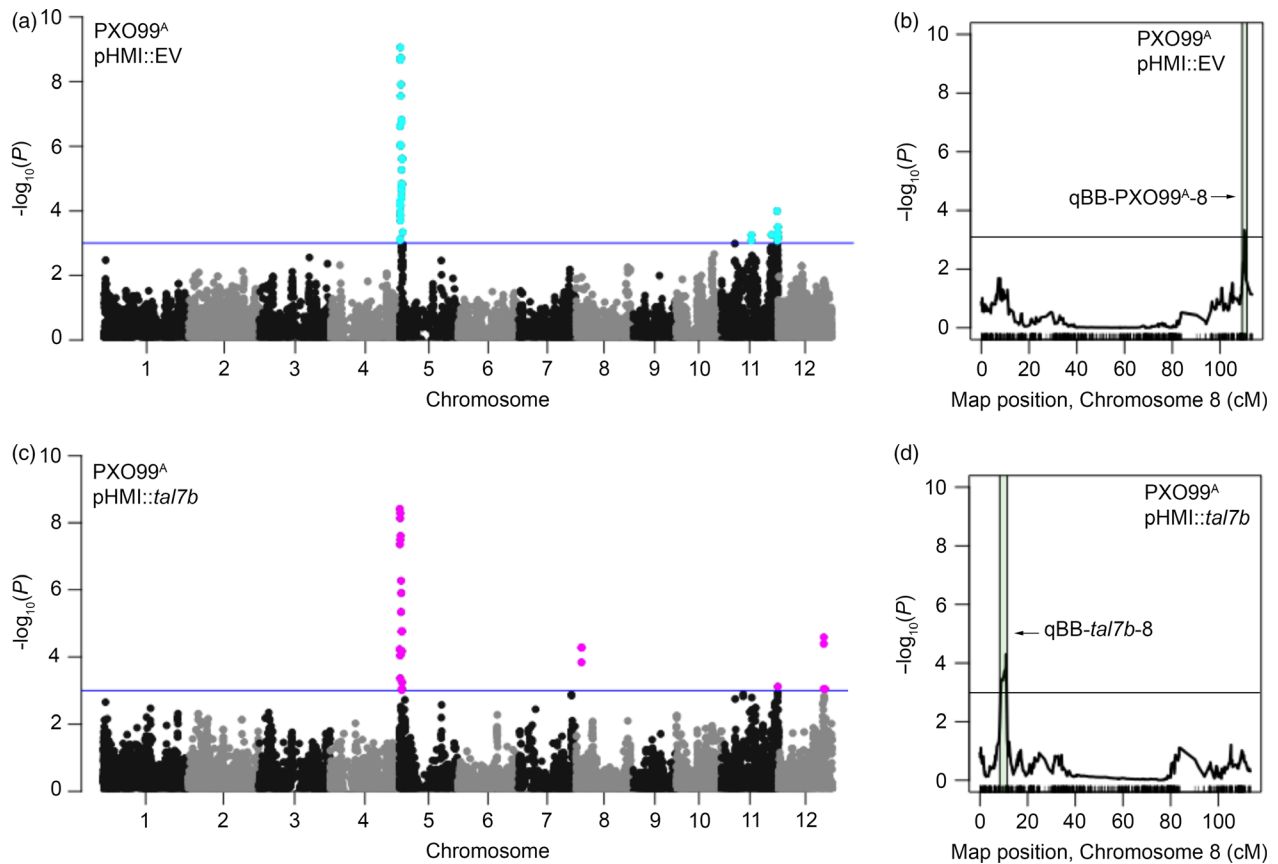 (a)
PXO99ᴬ
pHMI::EV
10
8
6
4
2
0
-log₁₀(P)
1 2 3 4 5 6 7 8 9 10 11 12
Chromosome
(b)
PXO99ᴬ
pHMI::EV
10
8
6
4
2
0
−log₁₀(P)
qBB-PXO99ᴬ-8
0 20 40 60 80 100
Map position, Chromosome 8 (cM)
(c)
PXO99ᴬ
pHMI::tal7b
10
8
6
4
2
0
-log₁₀(P)
1 2 3 4 5 6 7 8 9 10 11 12
Chromosome
(d)
PXO99ᴬ
pHMI::tal7b
10
8
6
4
2
0
−log₁₀(P)
qBB-tal7b-8
0 20 40 60 80 100
Map position, Chromosome 8 (cM)